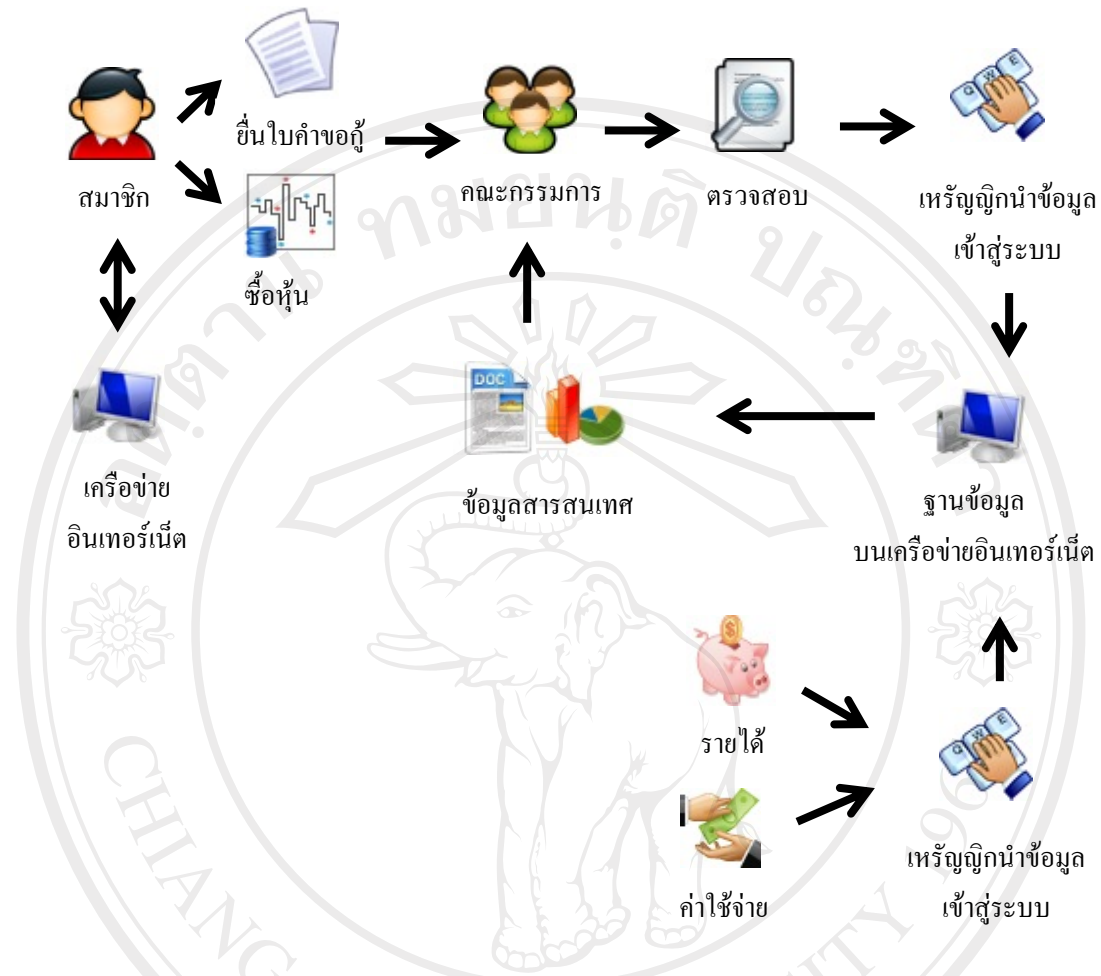 ยื่นใบคำขอกู้
สมาชิก
คณะกรรมการ
ตรวจสอบ
เหรัญญิกนำข้อมูล
เข้าสู่ระบบ
ซื้อหุ้น
DOC
เครือข่าย
อินเทอร์เน็ต
ข้อมูลสารสนเทศ
ฐานข้อมูล
บนเครือข่ายอินเทอร์เน็ต
รายได้
ค่าใช้จ่าย
เหรัญญิกนำข้อมูล
เข้าสู่ระบบ
Q W E
Q W E
CHIANG